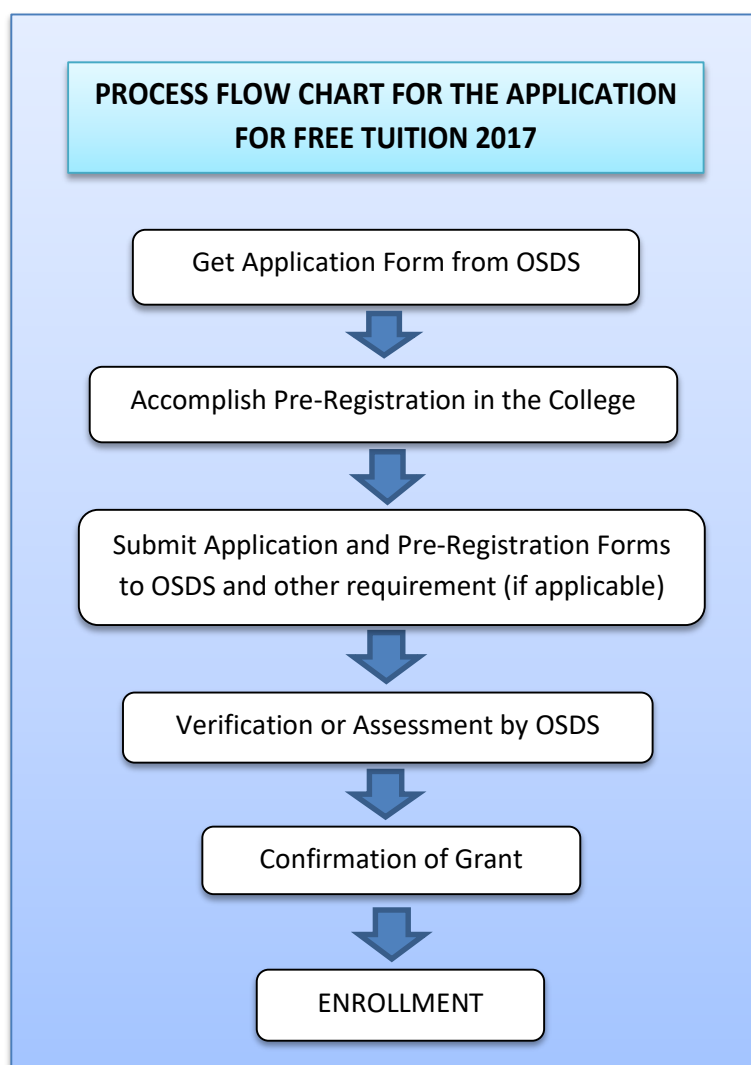 PROCESS FLOW CHART FOR THE APPLICATION
FOR FREE TUITION 2017
Get Application Form from OSDS
Accomplish Pre-Registration in the College
Submit Application and Pre-Registration Forms
to OSDS and other requirement (if applicable)
Verification or Assessment by OSDS
Confirmation of Grant
ENROLLMENT